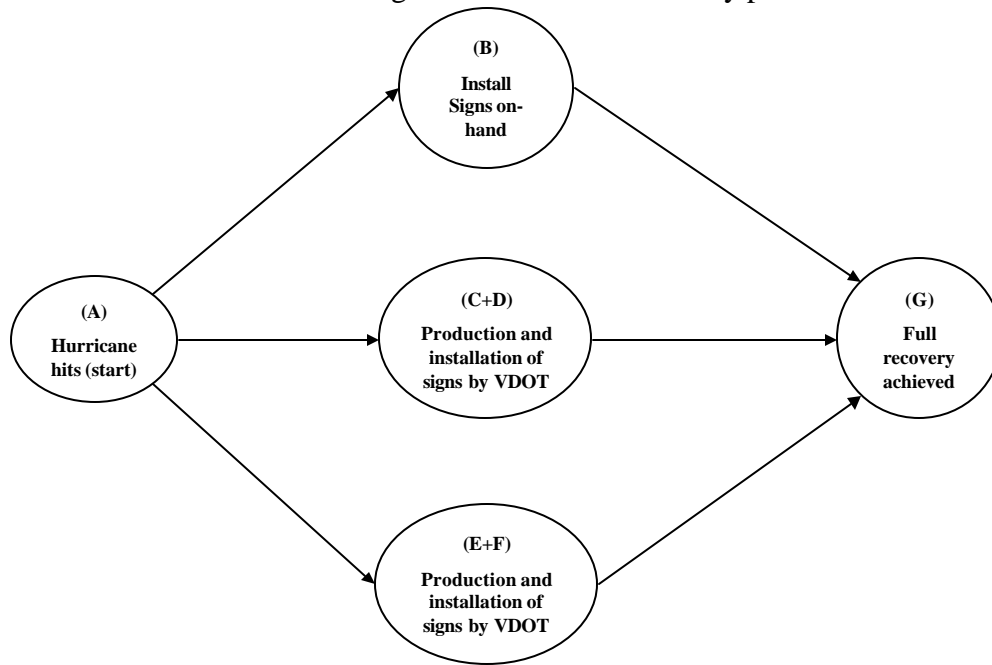 (B)
Install
Signs on-
hand
(A)
Hurricane
hits (start)
(C+D)
Production and
installation of
signs by VDOT
(G)
Full
recovery
achieved
(E+F)
Production and
installation of
signs by VDOT